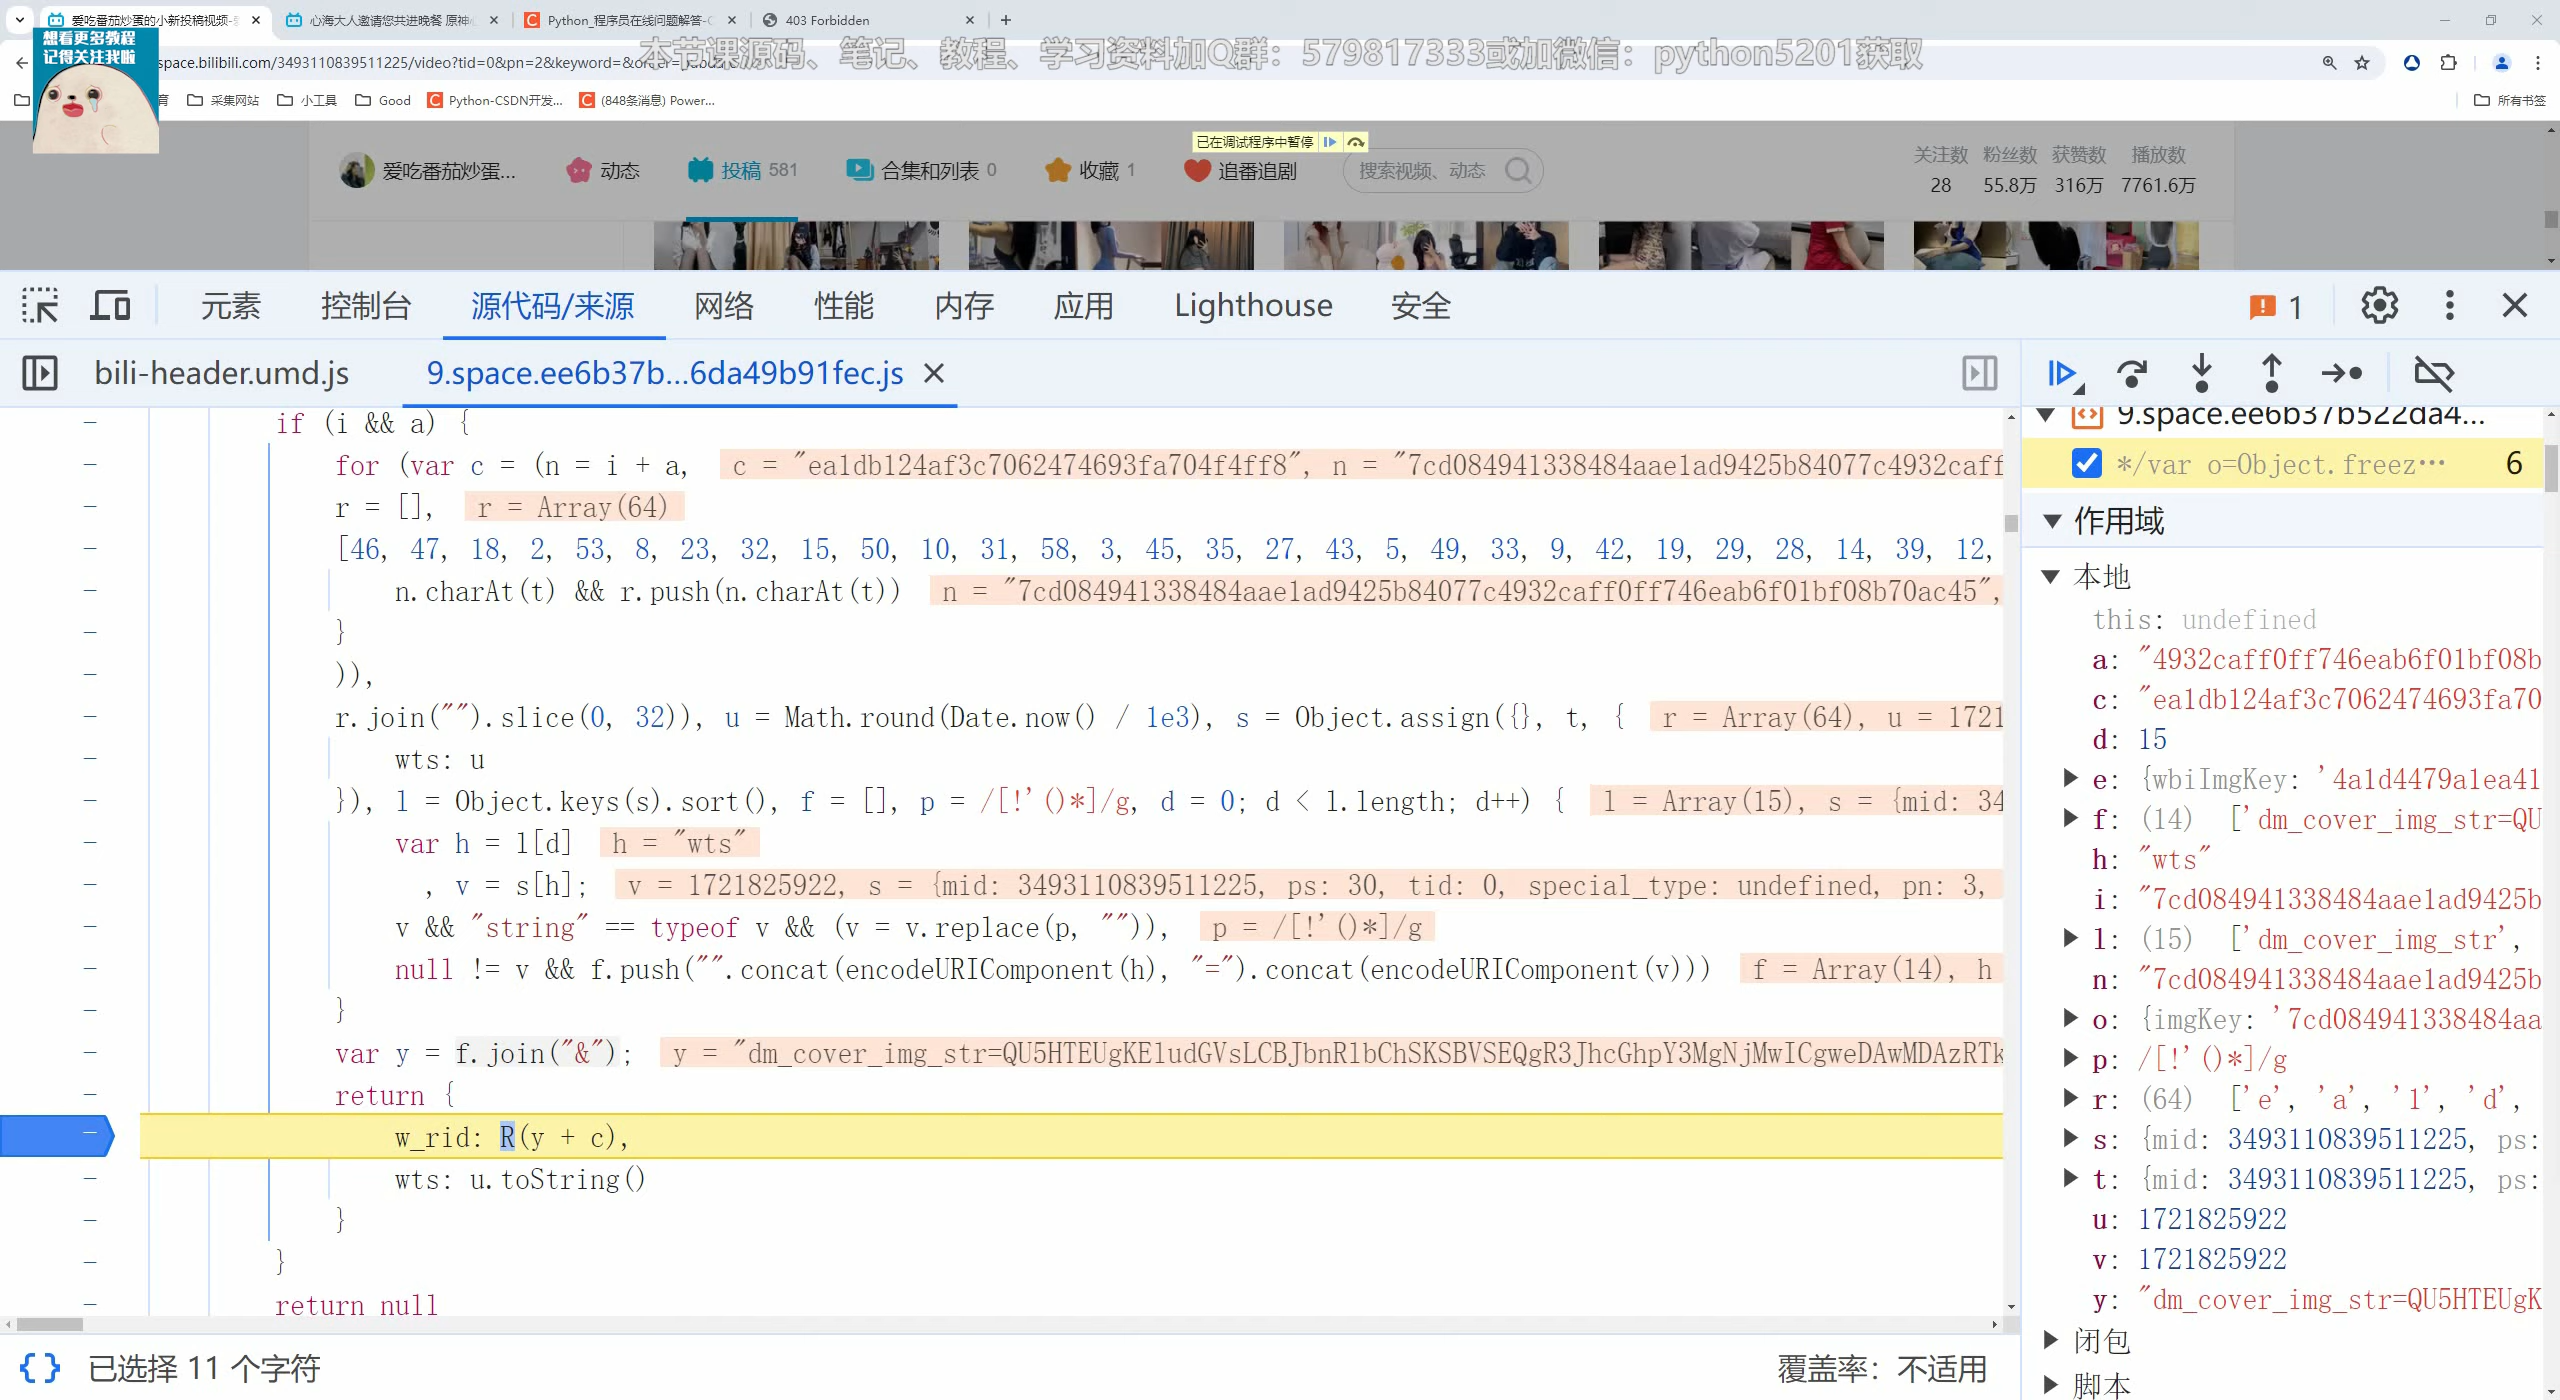 爱吃番茄炒蛋的小新投稿视频-
心海大人邀请您共进晚餐 原神
Python_程序员在线问题解答-C
403 Forbidden
想看更多教程
记得关注我啦
space.bilibili.com/3493110839511225/video?tid=0&pn=2&keyword=&or
本节课源码、笔记、教程、学习资料加Q群：579817333或加微信：python5201获取
育
采集网站
小工具
Good
Python-CSDN开发...
(848条消息) Power...
所有书签
已在调试程序中暂停
爱吃番茄炒蛋...
动态
投稿 581
合集和列表 0
收藏 1
追番追剧
搜索视频、动态
关注数 粉丝数 获赞数 播放数
28 55.8万 316万 7761.6万
元素 控制台 源代码/来源 网络 性能 内存 应用 Lighthouse 安全
1
bili-header.umd.js
9.space.ee6b37b...6da49b91fec.js
if (i && a) {
for (var c = (n = i + a, c = "ea1db124af3c7062474693fa704f4ff8", n = "7cd084941338484aae1ad9425b84077c4932caff
r = [], r = Array(64)
[46, 47, 18, 2, 53, 8, 23, 32, 15, 50, 10, 31, 58, 3, 45, 35, 27, 43, 5, 49, 33, 9, 42, 19, 29, 28, 14, 39, 12,
n.charAt(t) && r.push(n.charAt(t)) n = "7cd084941338484aae1ad9425b84077c4932caff0ff746eab6f01bf08b70ac45",
}
)),
r.join("").slice(0, 32)), u = Math.round(Date.now() / 1e3), s = Object.assign({}, t, { r = Array(64), u = 1721
wts: u
}), l = Object.keys(s).sort(), f = [], p = /[!'()*]/g, d = 0; d < l.length; d++) { l = Array(15), s = {mid: 34
var h = l[d] h = "wts"
, v = s[h]; v = 1721825922, s = {mid: 3493110839511225, ps: 30, tid: 0, special_type: undefined, pn: 3,
v && "string" == typeof v && (v = v.replace(p, "")), p = /[!'()*]/g
null != v && f.push("".concat(encodeURIComponent(h), "=").concat(encodeURIComponent(v))) f = Array(14), h
}
var y = f.join("&"); y = "dm_cover_img_str=QU5HTEUgKEludGVsLCBJbnRlbChSKSBVSEQgR3JhcGhpY3MgNjMwICgweDAwMDAzRTk
return {
w_rid: R(y + c),
wts: u.toString()
}
}
return null
已选择 11 个字符
覆盖率：不适用
9.space.ee6b37b522da4...
*/var o=Object.freez… 6
作用域
本地
this: undefined
a: "4932caff0ff746eab6f01bf08b
c: "ea1db124af3c7062474693fa70
d: 15
e: {wbiImgKey: '4a1d4479a1ea41
f: (14) ['dm_cover_img_str=QU
h: "wts"
i: "7cd084941338484aae1ad9425b
l: (15) ['dm_cover_img_str',
n: "7cd084941338484aae1ad9425b
o: {imgKey: '7cd084941338484aa
p: /[!'()*]/g
r: (64) ['e', 'a', '1', 'd',
s: {mid: 3493110839511225, ps:
t: {mid: 3493110839511225, ps:
u: 1721825922
v: 1721825922
y: "dm_cover_img_str=QU5HTEUgK
闭包
脚本